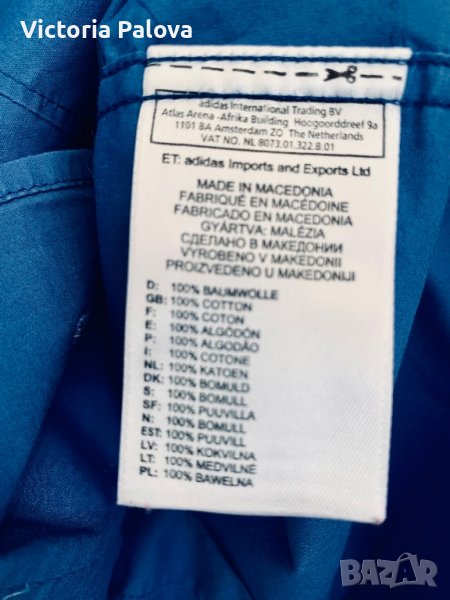 Victoria Palova
adidas International Trading BV
Atlas Arena -Afrika Building Hoogoorddreef 9a
1101 BA Amsterdam ZO The Netherlands
VAT NO. NL 8073.01.322.B.01
ET: adidas Imports and Exports Ltd
MADE IN MACEDONIA
FABRIQUÉ EN MACÉDOINE
FABRICADO EN MACEDONIA
GYÁRTVA: MALÉZIA
СДЕЛАНО В МАКЕДОНИИ
VYROBENO V MAKEDONII
PROIZVEDENO U MAKEDONIJI
D: 100% BAUMWOLLE
GB: 100% COTTON
F: 100% COTON
E: 100% ALGODÓN
P: 100% ALGODÃO
I: 100% COTONE
NL: 100% KATOEN
DK: 100% BOMULD
S: 100% BOMULL
SF: 100% PUUVILLA
N: 100% BOMULL
EST: 100% PUUVILL
LV: 100% KOKVILNA
LT: 100% MEDVILNĖ
PL: 100% BAWEŁNA
BAZAR